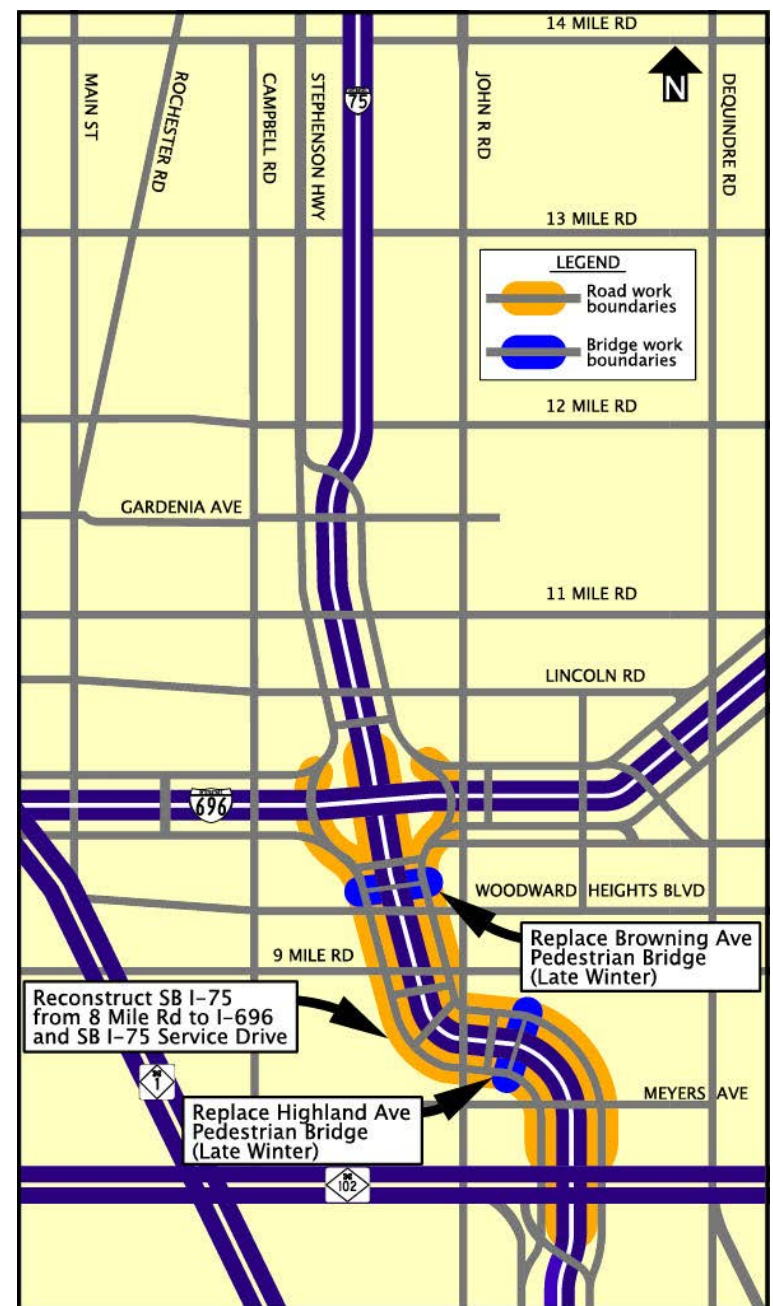 14 MILE RD
N
75
MAIN ST
ROCHESTER RD
CAMPBELL RD
STEPHENSON HWY
JOHN R RD
DEQUINDRE RD
13 MILE RD
LEGEND
Road work
boundaries
Bridge work
boundaries
12 MILE RD
GARDENIA AVE
11 MILE RD
LINCOLN RD
696
WOODWARD HEIGHTS BLVD
Replace Browning Ave
Pedestrian Bridge
(Late Winter)
9 MILE RD
Reconstruct SB I-75
from 8 Mile Rd to I-696
and SB I-75 Service Drive
M
1
MEYERS AVE
Replace Highland Ave
Pedestrian Bridge
(Late Winter)
M
102